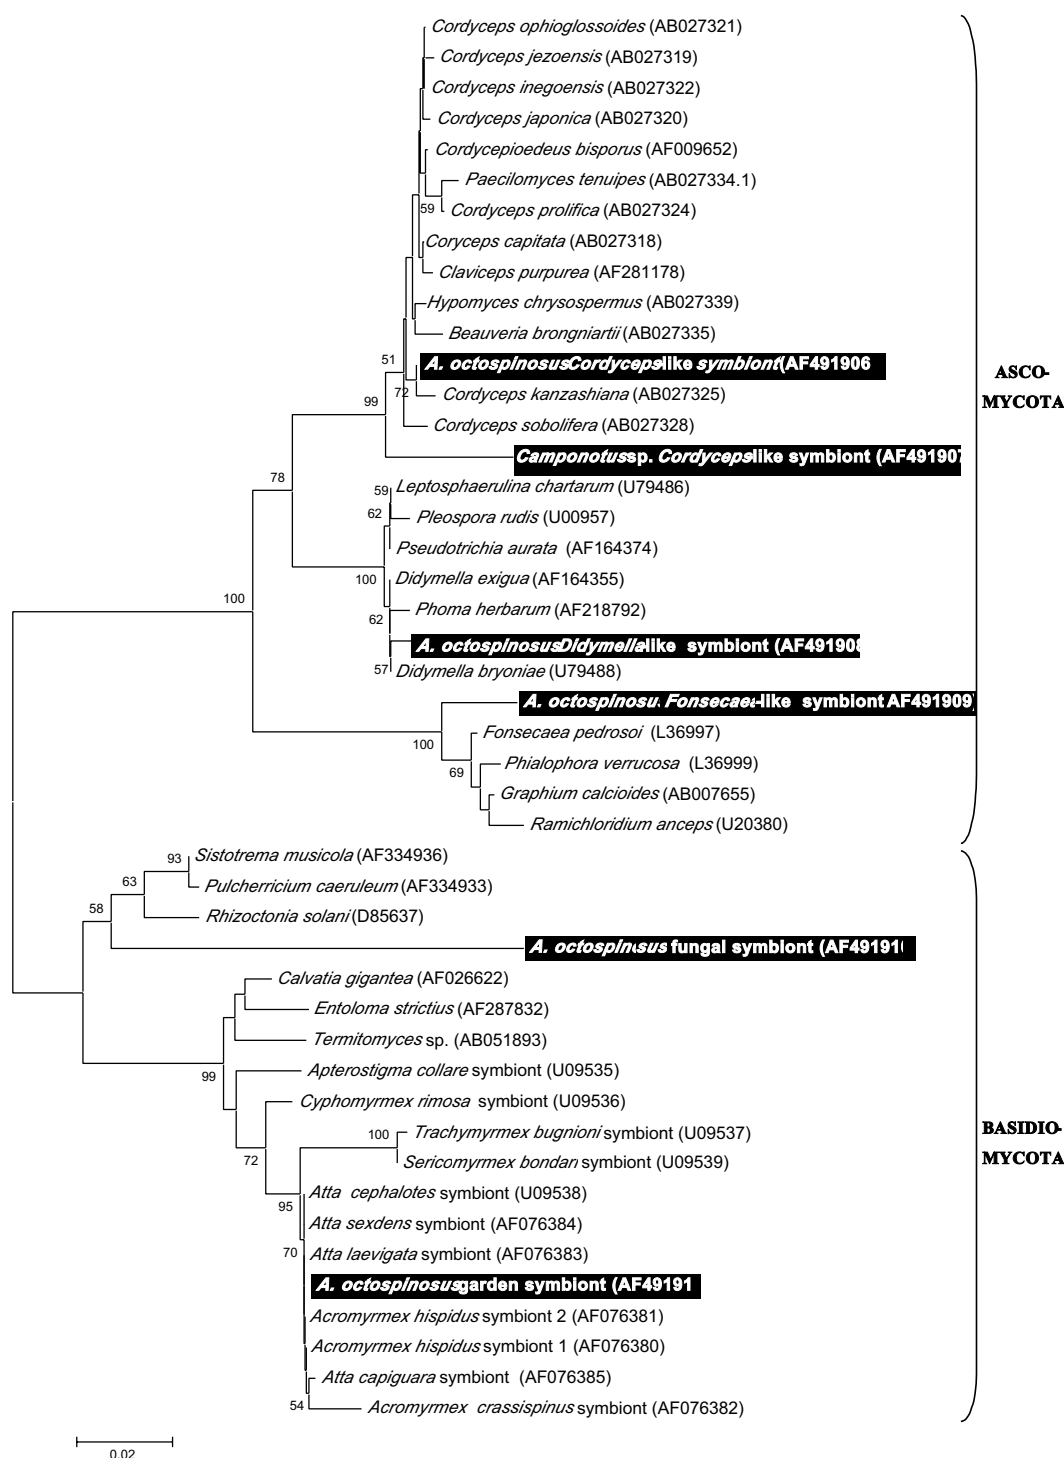 Cordyceps ophioglossoides (AB027321)
Cordyceps jezoensis (AB027319)
Cordyceps inegoensis (AB027322)
Cordyceps japonica (AB027320)
Cordycepioedeus bisporus (AF009652)
Paecilomyces tenuipes (AB027334.1)
59 Cordyceps prolifica (AB027324)
Coryceps capitata (AB027318)
Claviceps purpurea (AF281178)
Hypomyces chrysospermus (AB027339)
Beauveria brongniartii (AB027335)
51 A. octospinosus Cordyceps-like symbiont (AF491906
ASCO-
MYCOTA
72 Cordyceps kanzashiana (AB027325)
99
Cordyceps sobolifera (AB027328)
Camponotus sp. Cordyceps-like symbiont (AF491907
78
59 Leptosphaerulina chartarum (U79486)
62 Pleospora rudis (U00957)
Pseudotrichia aurata (AF164374)
100 Didymella exigua (AF164355)
100
Phoma herbarum (AF218792)
62
A. octospinosus Didymella-like symbiont (AF491908
57 Didymella bryoniae (U79488)
A. octospinosu. Fonsecaea-like symbiont AF491909)
Fonsecaea pedrosoi (L36997)
100
Phialophora verrucosa (L36999)
69
Graphium calcioides (AB007655)
Ramichloridium anceps (U20380)
93 Sistotrema musicola (AF334936)
63 Pulcherricium caeruleum (AF334933)
58 Rhizoctonia solani (D85637)
A. octospinosus fungal symbiont (AF491910
Calvatia gigantea (AF026622)
Entoloma strictius (AF287832)
Termitomyces sp. (AB051893)
99 Apterostigma collare symbiont (U09535)
Cyphomyrmex rimosa symbiont (U09536)
100 Trachymyrmex bugnioni symbiont (U09537)
BASIDIO-
MYCOTA
72 Sericomyrmex bondari symbiont (U09539)
Atta cephalotes symbiont (U09538)
95
Atta sexdens symbiont (AF076384)
70 Atta laevigata symbiont (AF076383)
A. octospinosus garden symbiont (AF49191
Acromyrmex hispidus symbiont 2 (AF076381)
Acromyrmex hispidus symbiont 1 (AF076380)
Atta capiguara symbiont (AF076385)
54 Acromyrmex crassispinus symbiont (AF076382)
0.02